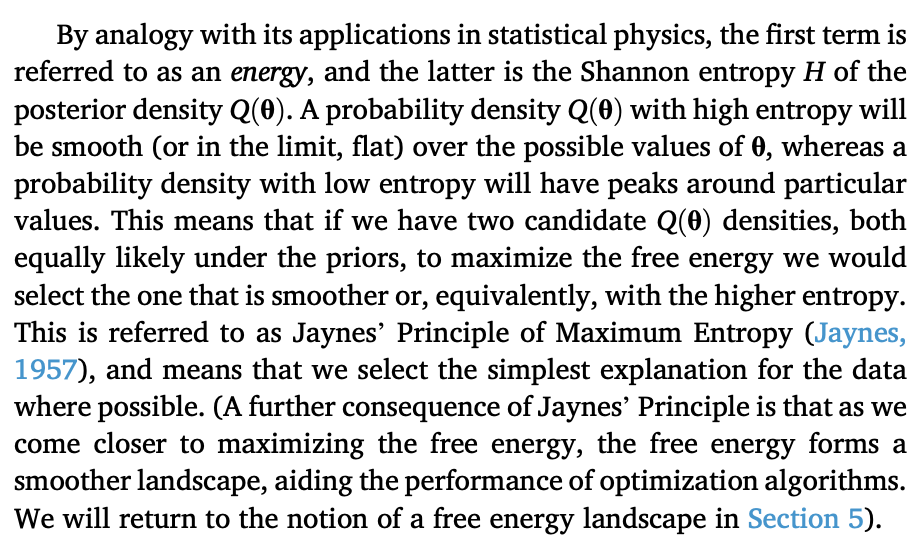 By analogy with its applications in statistical physics, the first term is
referred to as an energy, and the latter is the Shannon entropy H of the
posterior density Q(θ). A probability density Q(θ) with high entropy will
be smooth (or in the limit, flat) over the possible values of θ, whereas a
probability density with low entropy will have peaks around particular
values. This means that if we have two candidate Q(θ) densities, both
equally likely under the priors, to maximize the free energy we would
select the one that is smoother or, equivalently, with the higher entropy.
This is referred to as Jaynes’ Principle of Maximum Entropy (Jaynes,
1957), and means that we select the simplest explanation for the data
where possible. (A further consequence of Jaynes’ Principle is that as we
come closer to maximizing the free energy, the free energy forms a
smoother landscape, aiding the performance of optimization algorithms.
We will return to the notion of a free energy landscape in Section 5).